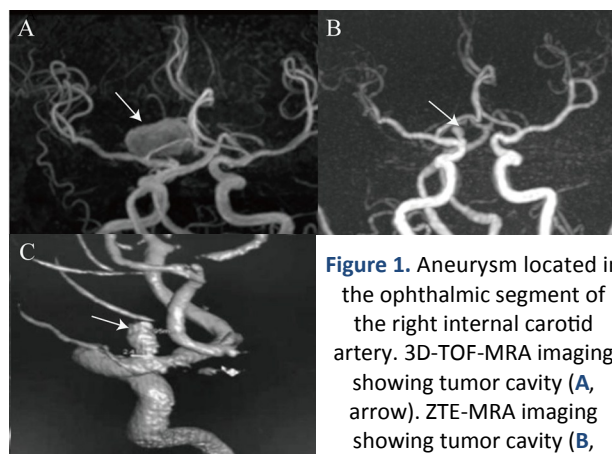 A
B
C
Figure 1. Aneurysm located in
the ophthalmic segment of
the right internal carotid
artery. 3D-TOF-MRA imaging
showing tumor cavity (A,
arrow). ZTE-MRA imaging
showing tumor cavity (B,